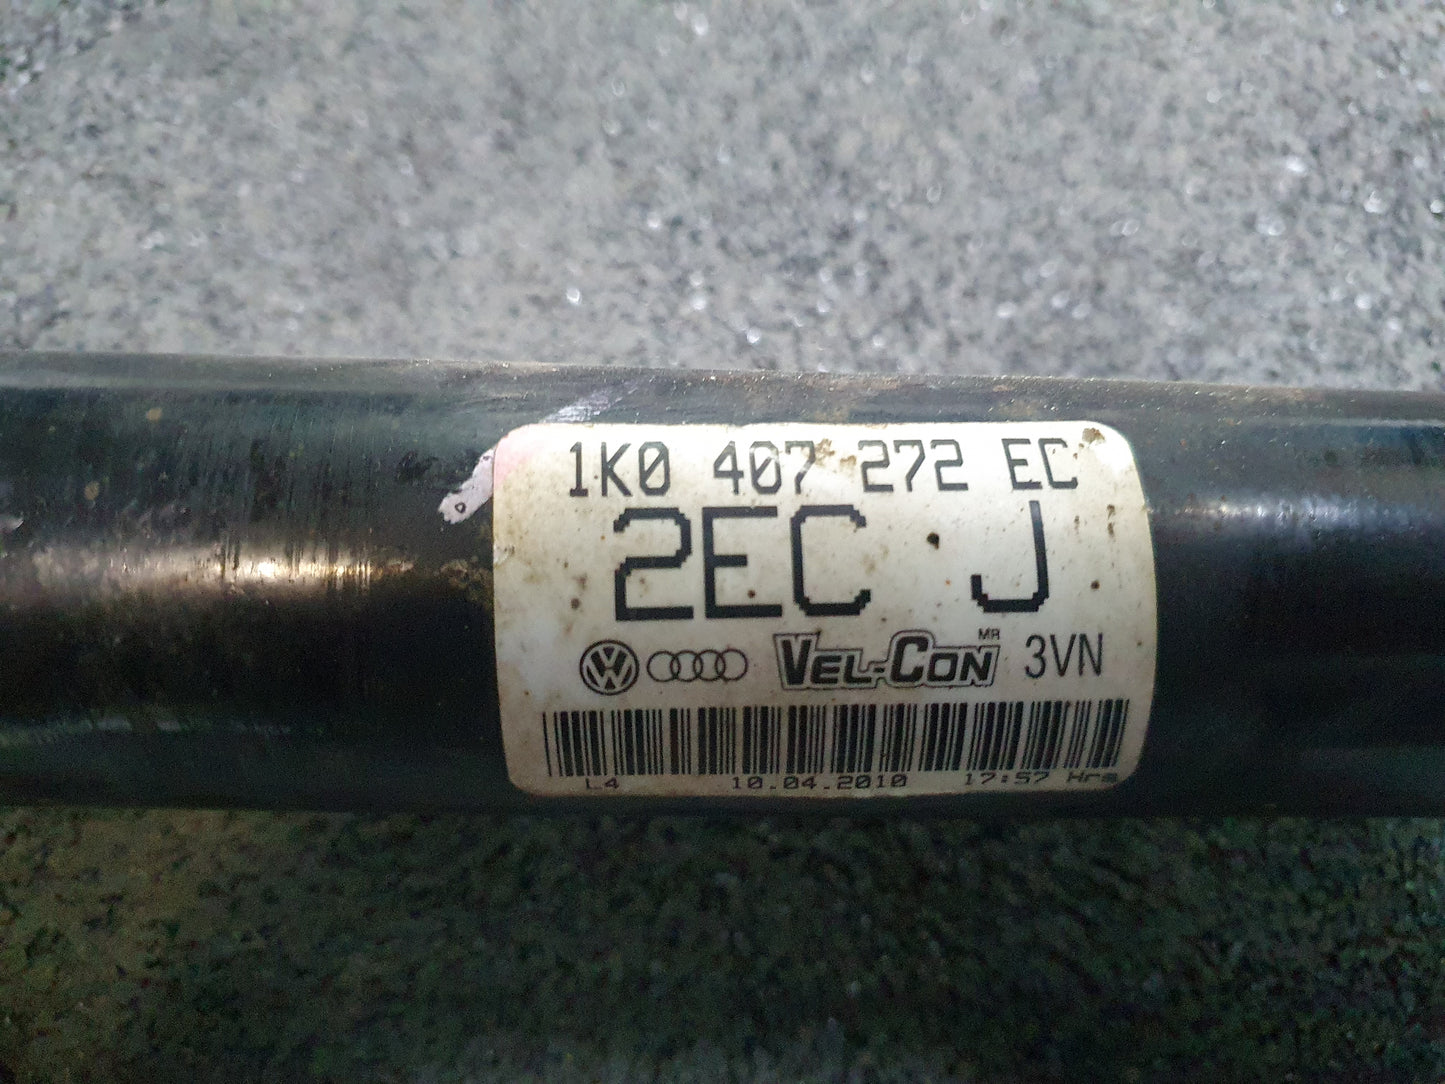 1K0 407 272 EC
2EC J
VEL-CON MR 3VN
L4 10.04.2010 17:57 Hrs